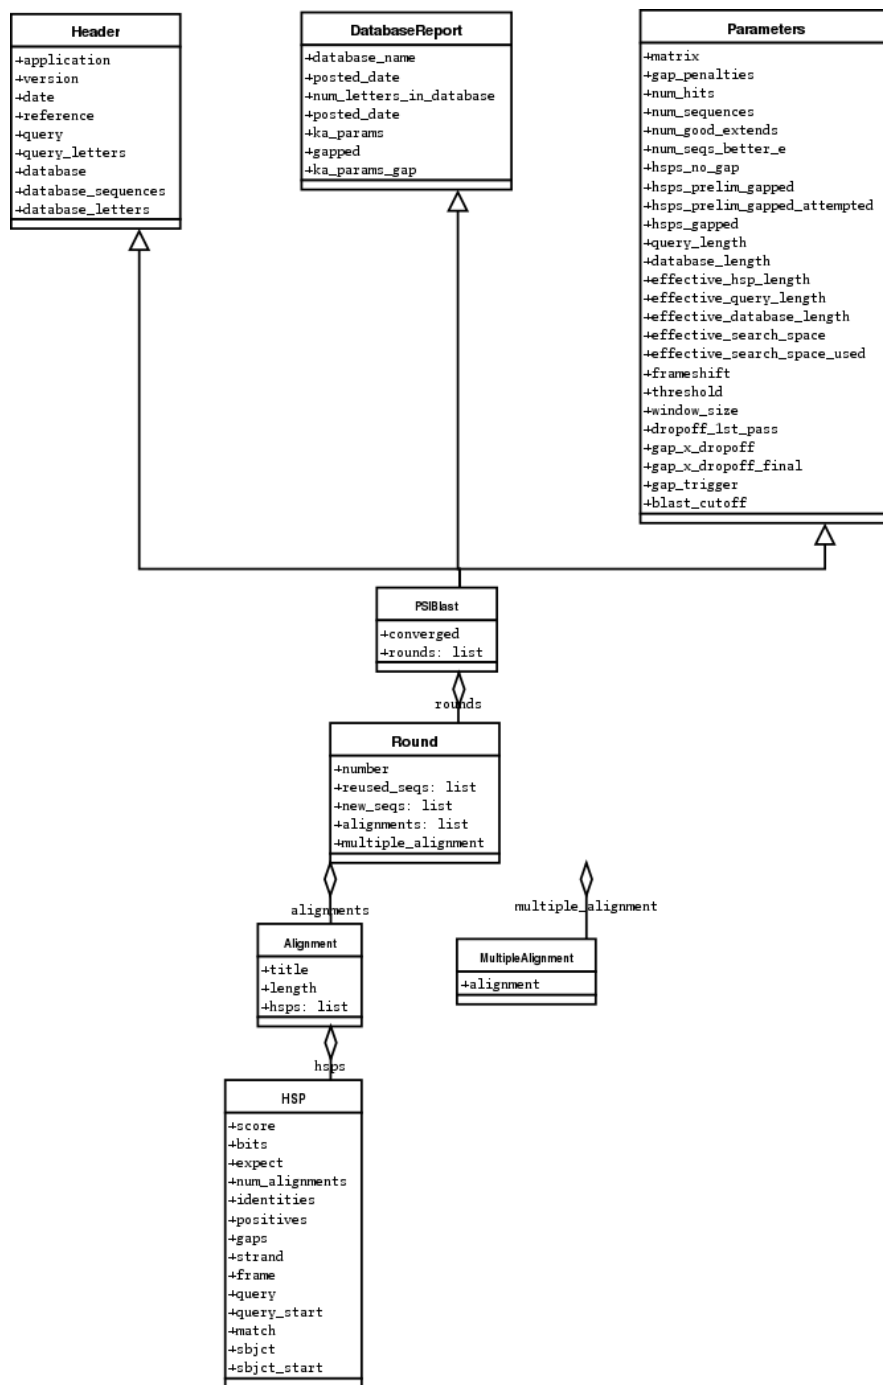 Header
+application
+version
+date
+reference
+query
+query_letters
+database
+database_sequences
+database_letters
DatabaseReport
+database_name
+posted_date
+num_letters_in_database
+posted_date
+ka_params
+gapped
+ka_params_gap
Parameters
+matrix
+gap_penalties
+num_hits
+num_sequences
+num_good_extends
+num_seqs_better_e
+hsps_no_gap
+hsps_prelim_gapped
+hsps_prelim_gapped_attempted
+hsps_gapped
+query_length
+database_length
+effective_hsp_length
+effective_query_length
+effective_database_length
+effective_search_space
+effective_search_space_used
+frameshift
+threshold
+window_size
+dropoff_1st_pass
+gap_x_dropoff
+gap_x_dropoff_final
+gap_trigger
+blast_cutoff
PSIBlast
+converged
+rounds: list
rounds
Round
+number
+reused_seqs: list
+new_seqs: list
+alignments: list
+multiple_alignment
alignments
multiple_alignment
Alignment
+title
+length
+hsps: list
MultipleAlignment
+alignment
hsps
HSP
+score
+bits
+expect
+num_alignments
+identities
+positives
+gaps
+strand
+frame
+query
+query_start
+match
+sbjct
+sbjct_start